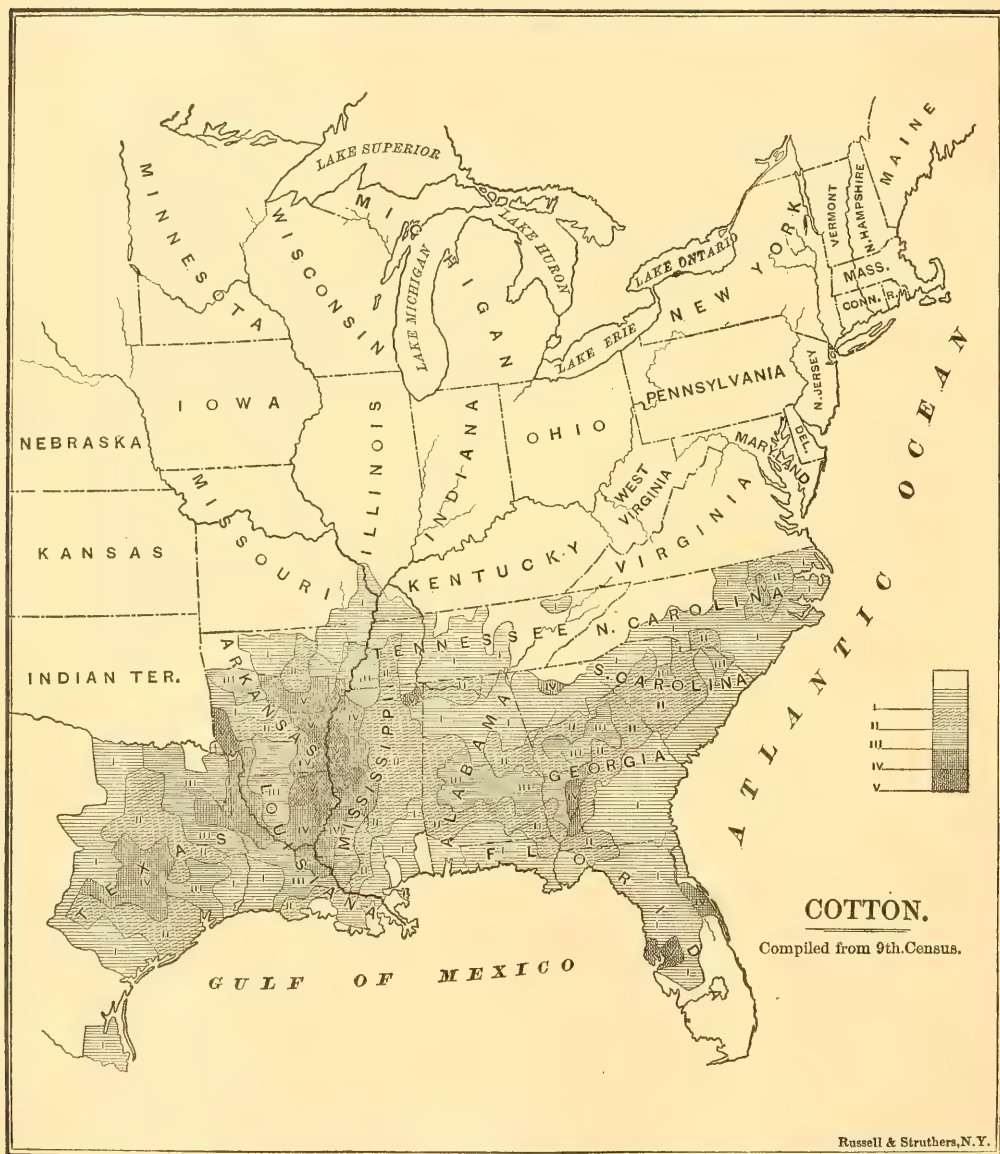 LAKE SUPERIOR
MAINE
MINNESOTA
WISCONSIN
MICHIGAN
LAKE MICHIGAN
LAKE HURON
LAKE ONTARIO
LAKE ERIE
NEW YORK
VERMONT
N. HAMPSHIRE
MASS.
CONN.
R.I.
NEBRASKA
IOWA
ILLINOIS
INDIANA
OHIO
PENNSYLVANIA
N. JERSEY
DEL.
MARYLAND
WEST
VIRGINIA
VIRGINIA
KANSAS
MISSOURI
KENTUCKY
INDIAN TER.
ARKANSAS
TENNESSEE
N. CAROLINA
S. CAROLINA
MISSISSIPPI
ALABAMA
GEORGIA
TEXAS
LOUISIANA
FLORIDA
ATLANTIC OCEAN
I
II
III
IV
V
COTTON.
Compiled from 9th. Census.
GULF OF MEXICO
Russell & Struthers, N.Y.